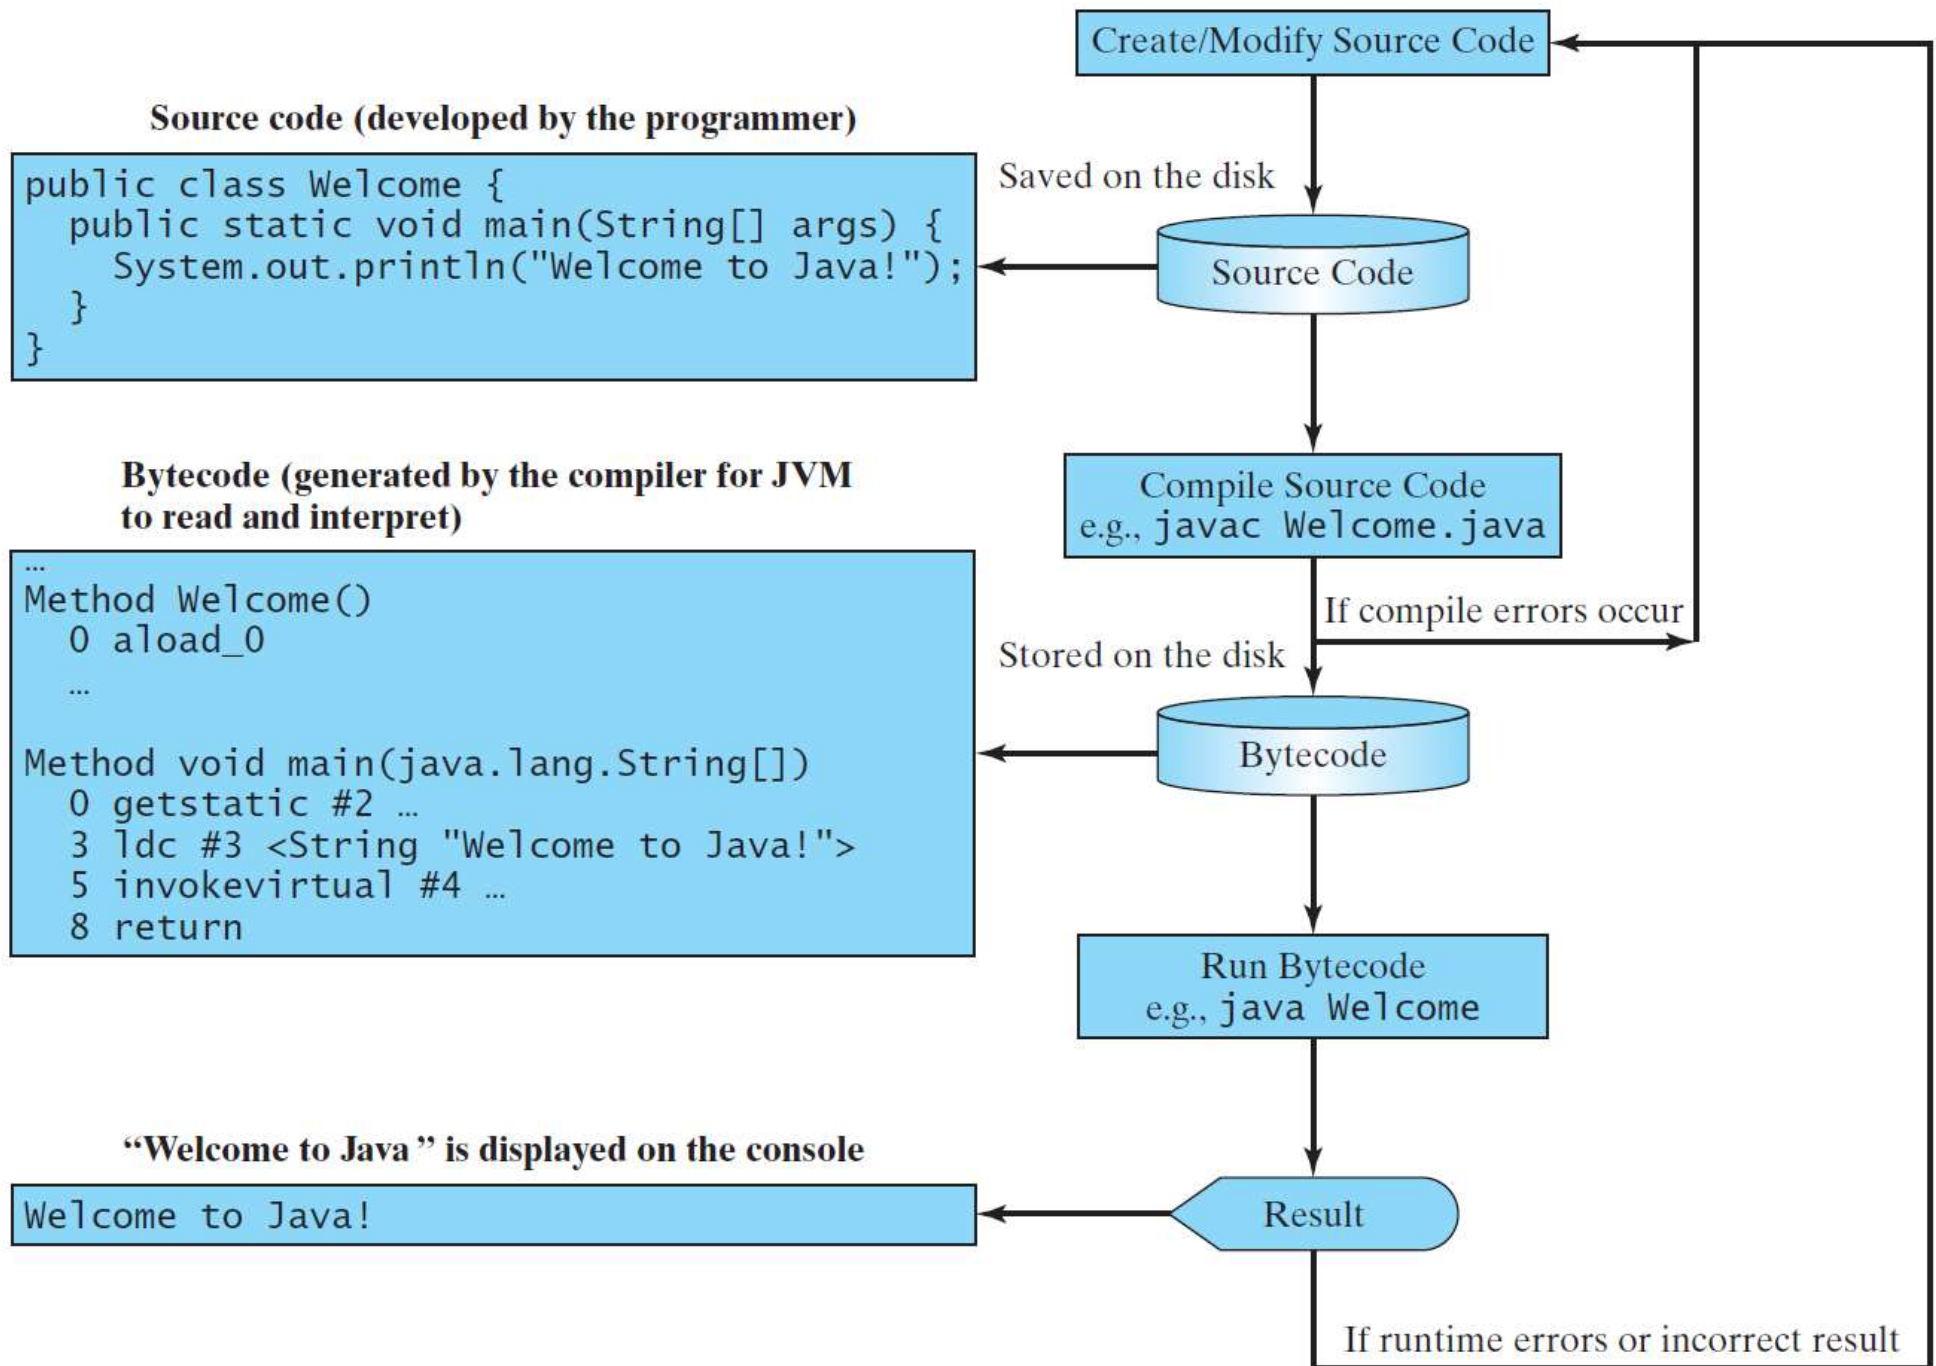 Create/Modify Source Code
Source code (developed by the programmer)
public class Welcome {
  public static void main(String[] args) {
    System.out.println("Welcome to Java!");
  }
}
Saved on the disk
Source Code
Compile Source Code
e.g., javac Welcome.java
If compile errors occur
Bytecode (generated by the compiler for JVM
to read and interpret)
…
Method Welcome()
  0 aload_0
  …
Method void main(java.lang.String[])
  0 getstatic #2 …
  3 ldc #3 <String "Welcome to Java!">
  5 invokevirtual #4 …
  8 return
Stored on the disk
Bytecode
Run Bytecode
e.g., java Welcome
“Welcome to Java ” is displayed on the console
Welcome to Java!
Result
If runtime errors or incorrect result